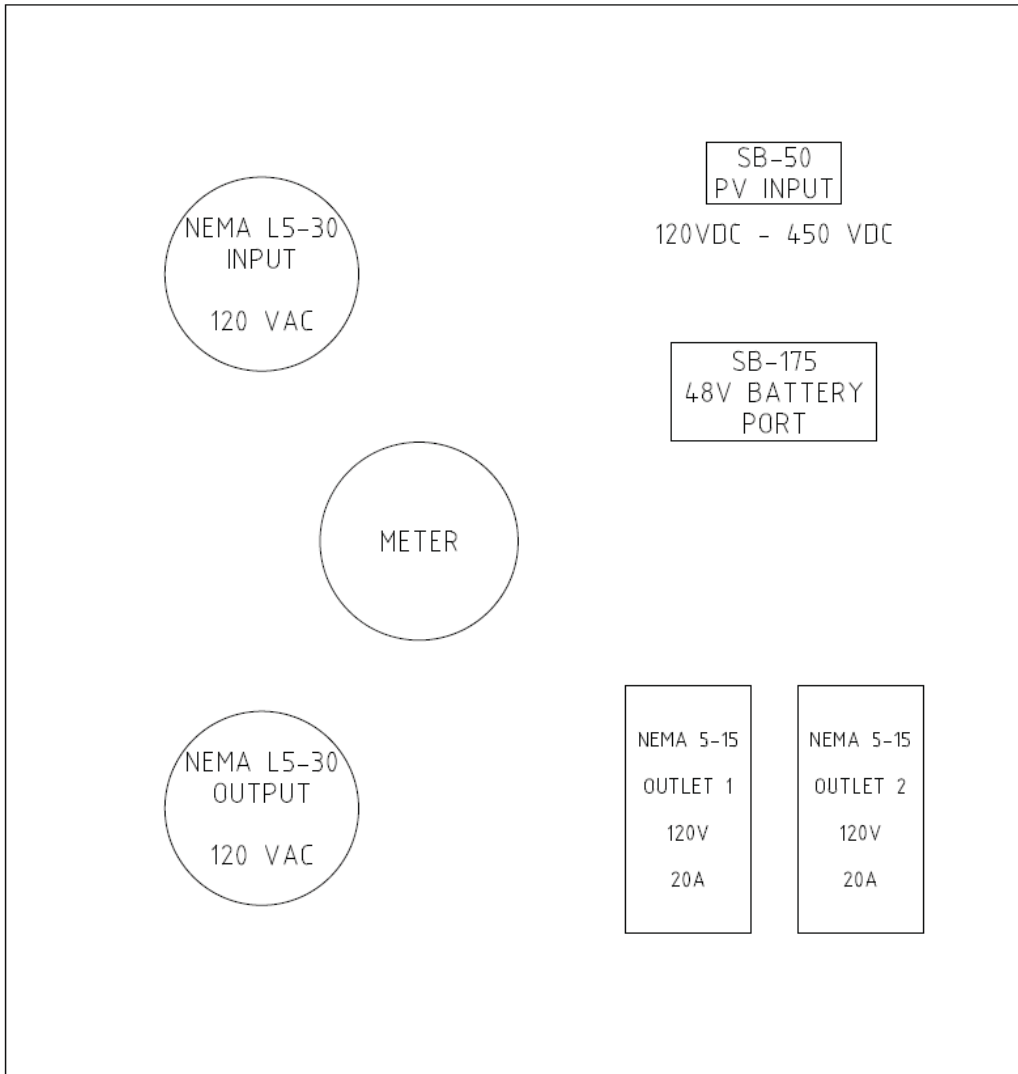 NEMA L5-30
INPUT
120 VAC
SB-50
PV INPUT
120VDC - 450 VDC
SB-175
48V BATTERY
PORT
METER
NEMA L5-30
OUTPUT
120 VAC
NEMA 5-15
OUTLET 1
120V
20A
NEMA 5-15
OUTLET 2
120V
20A